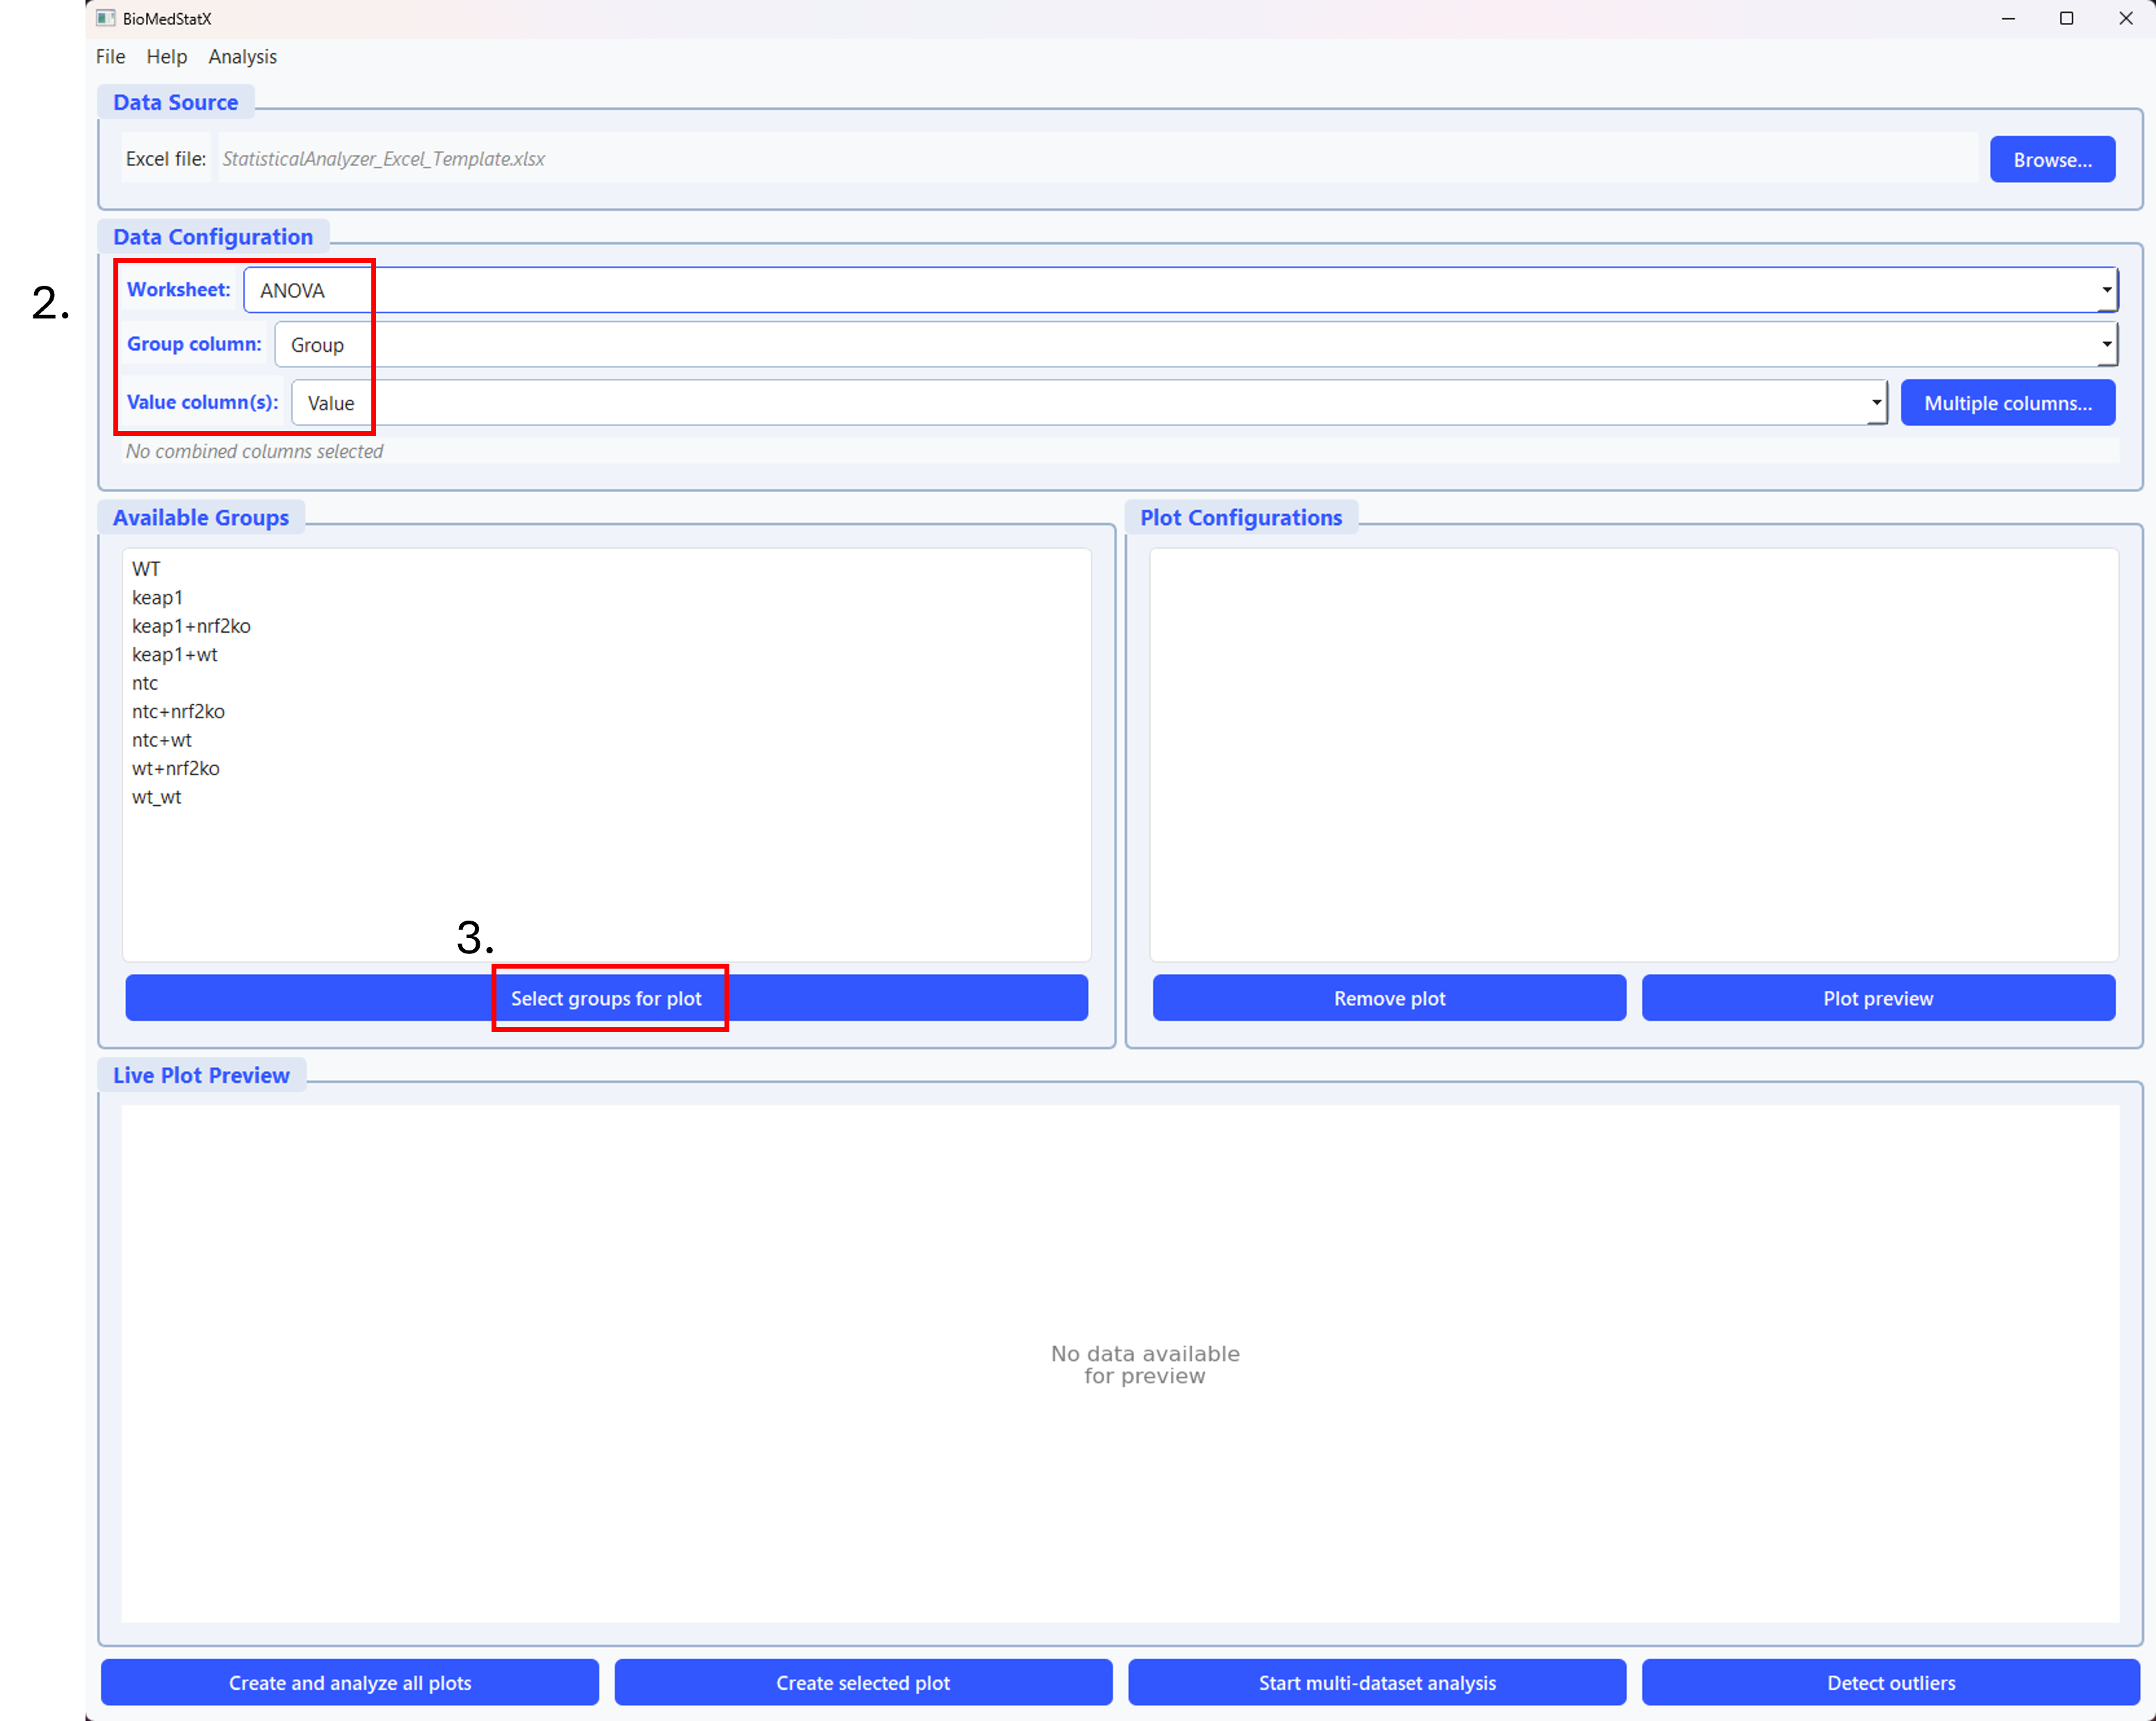 BioMedStatX
File Help Analysis
Data Source
Excel file: StatisticalAnalyzer_Excel_Template.xlsx Browse...
Data Configuration
2.
Worksheet: ANOVA
Group column: Group
Value column(s): Value Multiple columns...
No combined columns selected
Available Groups
WT
keap1
keap1+nrf2ko
keap1+wt
ntc
ntc+nrf2ko
ntc+wt
wt+nrf2ko
wt_wt
3.
Select groups for plot
Plot Configurations
Remove plot Plot preview
Live Plot Preview
No data available
for preview
Create and analyze all plots Create selected plot Start multi-dataset analysis Detect outliers